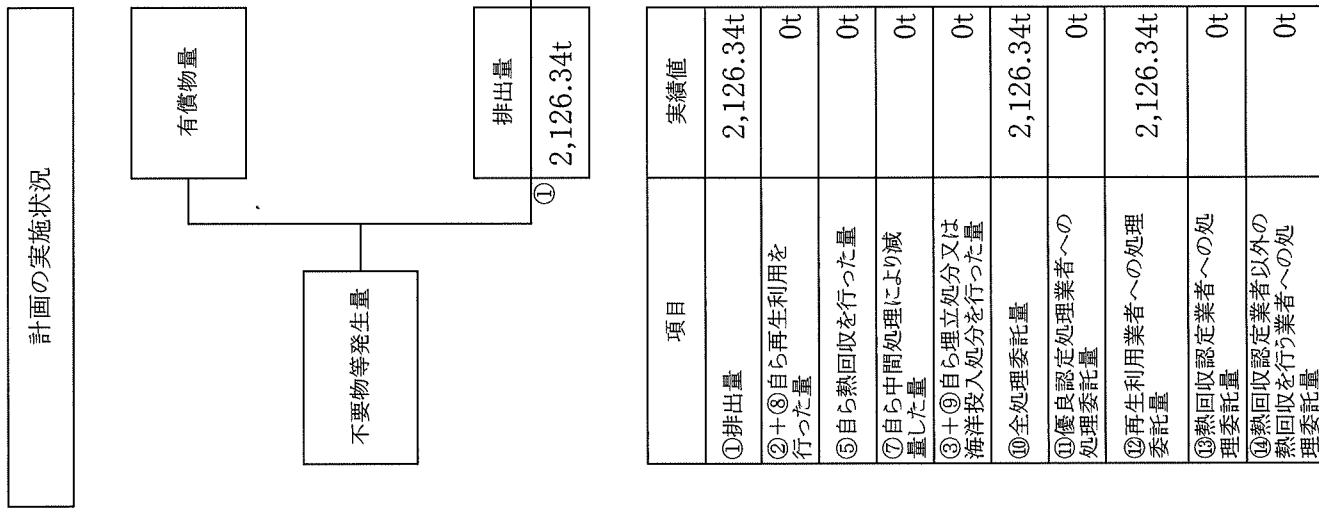 計画の実施状況
有償物量
不要物等発生量
排出量
①
2,126.34t
項目
実績値
①排出量
2,126.34t
②+⑧自ら再生利用を
行った量
0t
⑤自ら熱回収を行った量
0t
⑦自ら中間処理により減
量した量
0t
③+⑨自ら埋立処分又は
海洋投入処分を行った量
0t
⑩全処理委託量
2,126.34t
⑪優良認定処理業者への
処理委託量
0t
⑫再生利用業者への処理
委託量
2,126.34t
⑬熱回収認定業者への処
理委託量
0t
⑭熱回収認定業者以外の
熱回収を行う業者への処
理委託量
0t